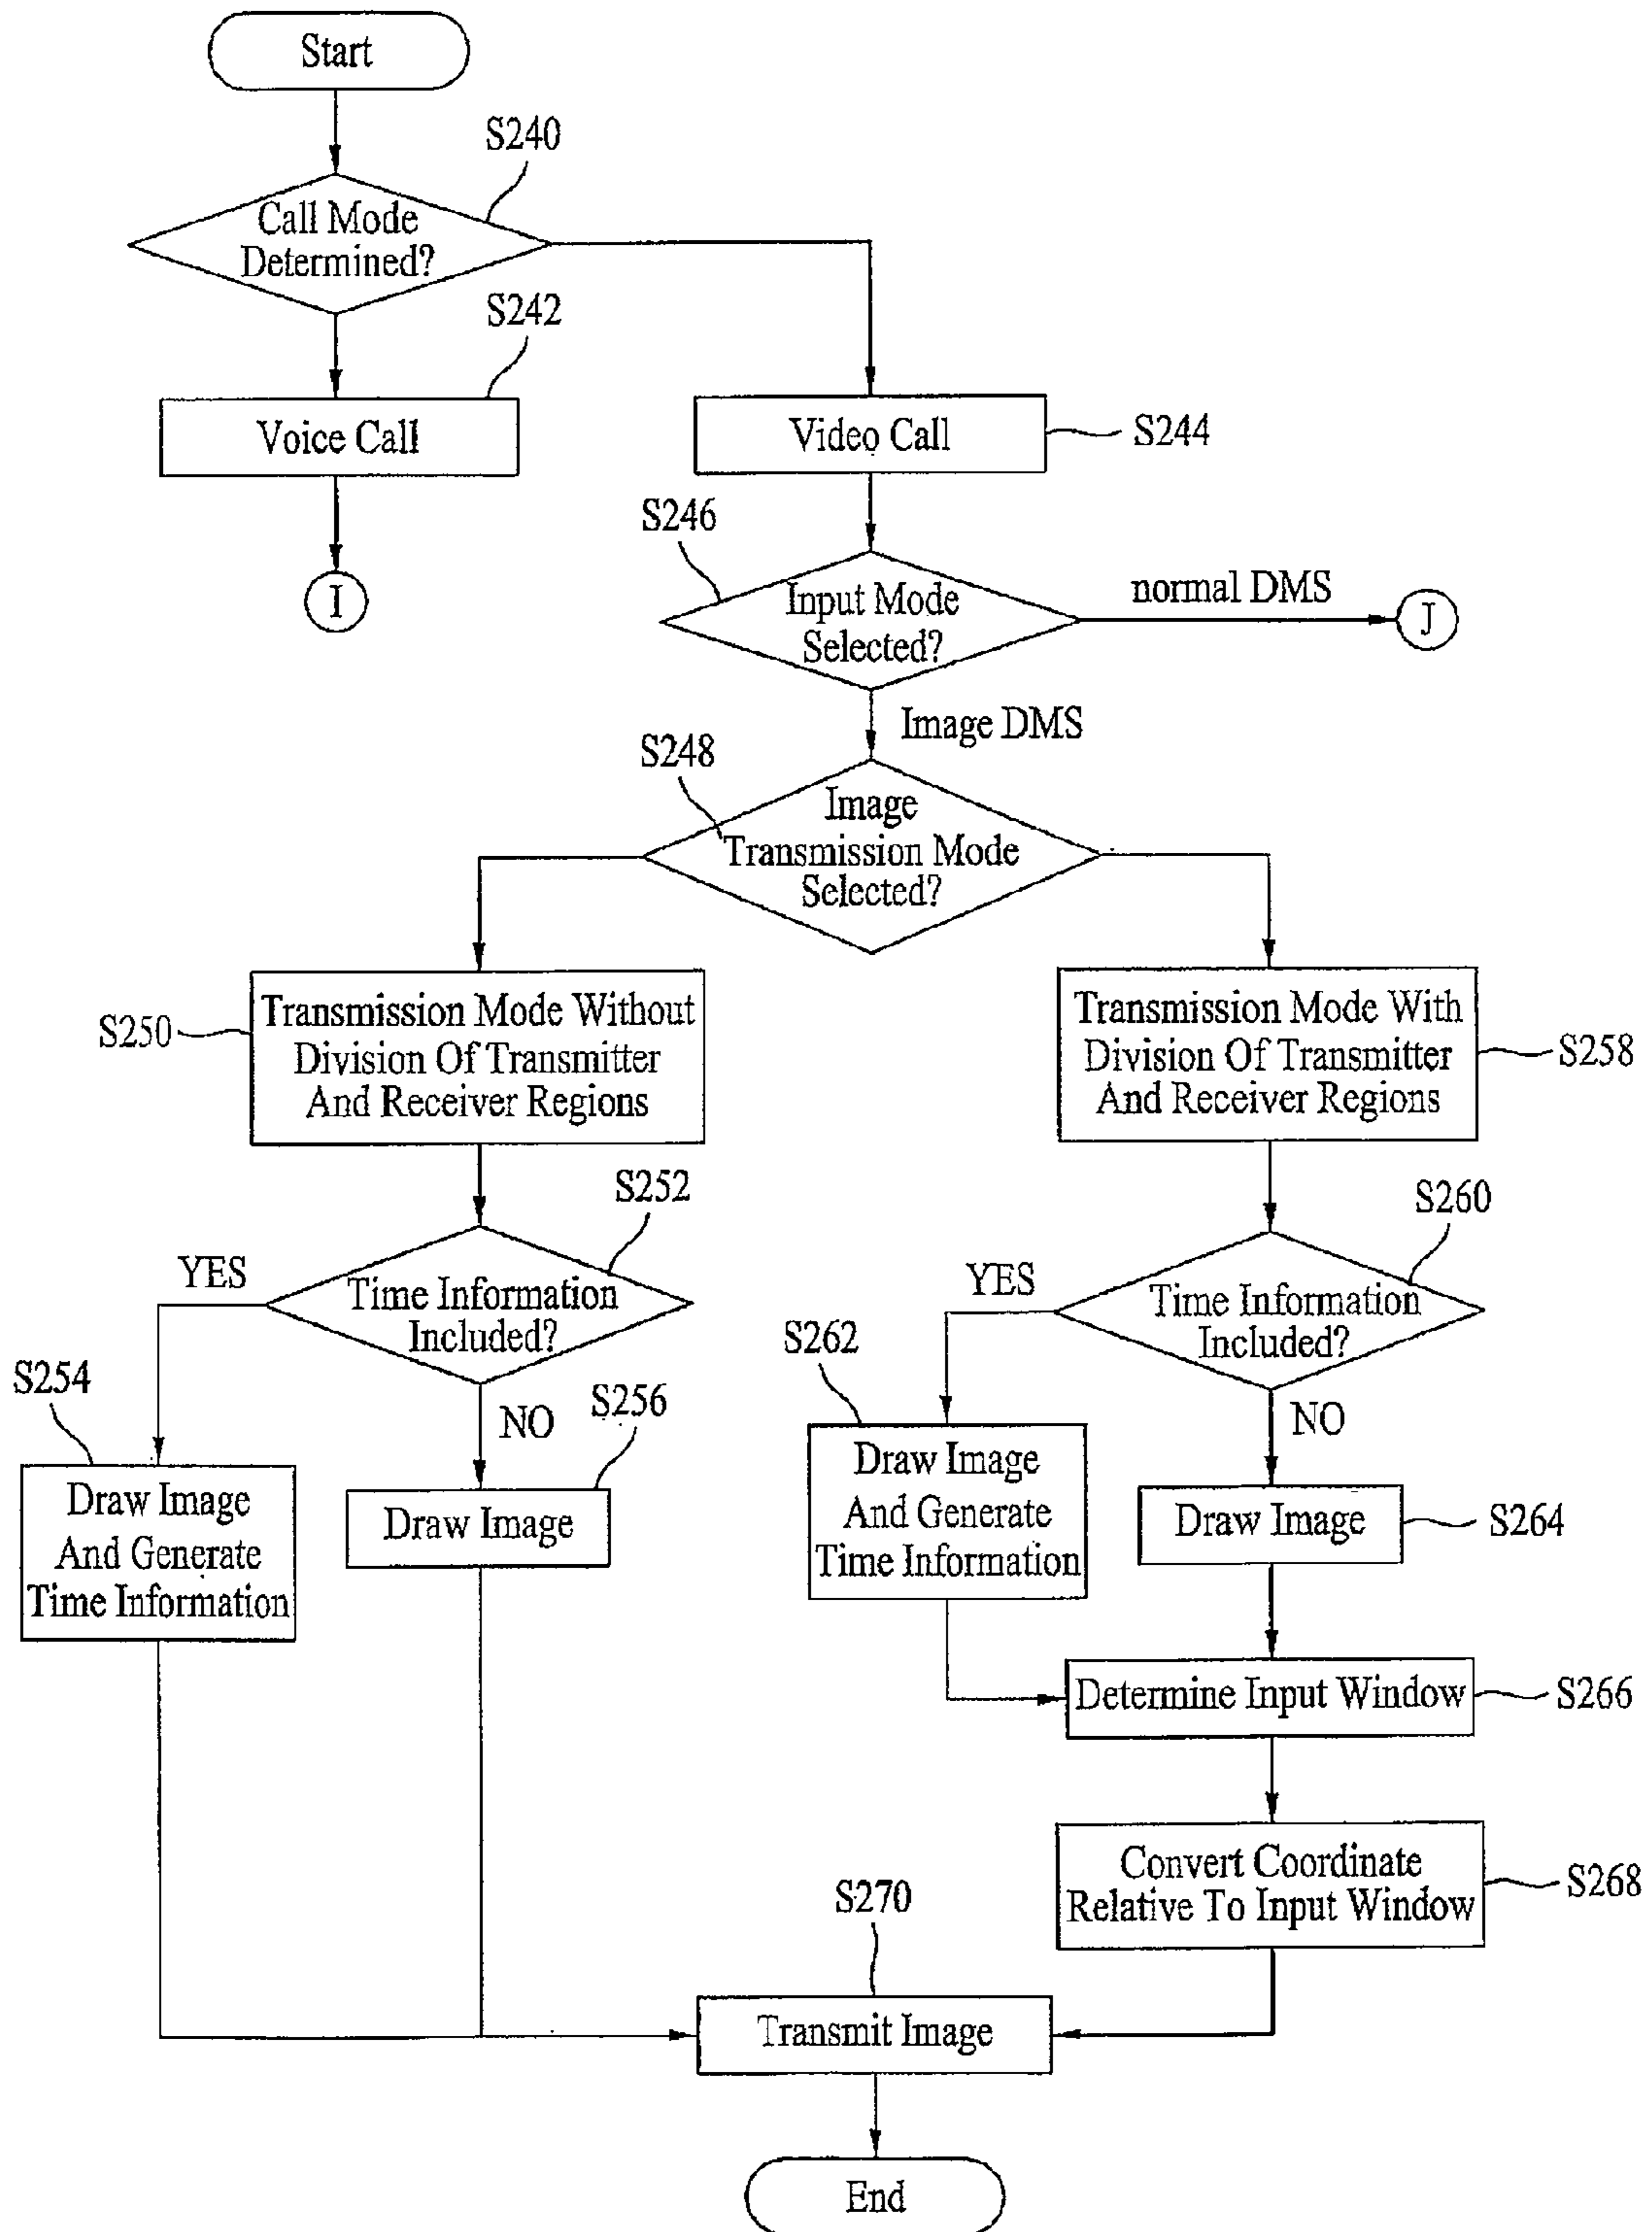 Start
S240
Call Mode
Determined?
S242
Voice Call
Video Call
S244
I
S246
Input Mode
Selected?
normal DMS
J
Image DMS
S248
Image
Transmission Mode
Selected?
S250
Transmission Mode Without
Division Of Transmitter
And Receiver Regions
Transmission Mode With
Division Of Transmitter
And Receiver Regions
S258
S252
YES
Time Information
Included?
S260
YES
Time Information
Included?
S254
NO
S256
S262
NO
Draw Image
And Generate
Time Information
Draw Image
Draw Image
And Generate
Time Information
Draw Image
S264
Determine Input Window
S266
Convert Coordinate
Relative To Input Window
S268
S270
Transmit Image
End